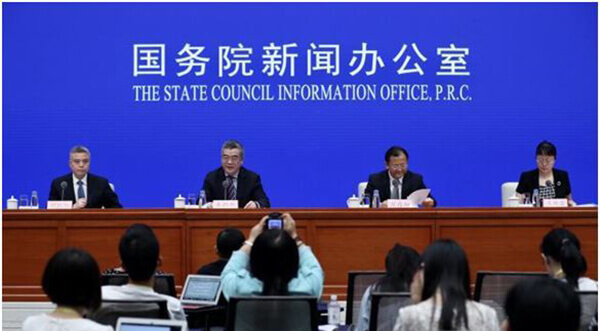 国务院新闻办公室
THE STATE COUNCIL INFORMATION OFFICE, P.R.C.